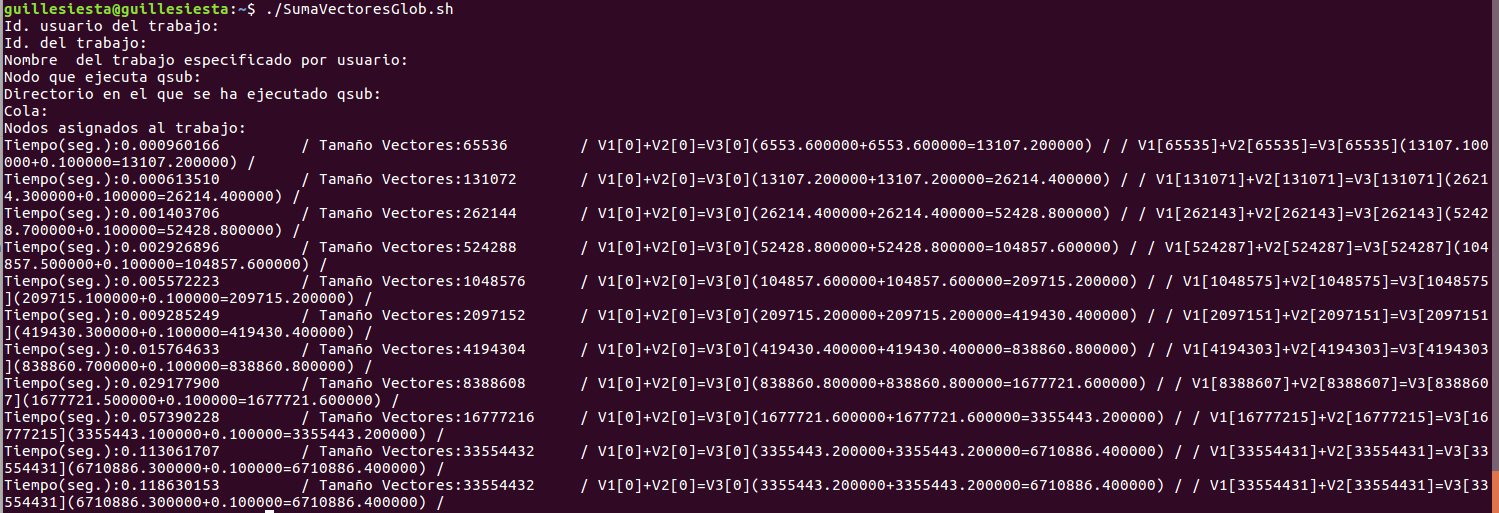 guillesiesta@guillesiesta:~$ ./SumaVectoresGlob.sh
Id. usuario del trabajo:
Id. del trabajo:
Nombre  del trabajo especificado por usuario:
Nodo que ejecuta qsub:
Directorio en el que se ha ejecutado qsub:
Cola:
Nodos asignados al trabajo:
Tiempo(seg.):0.000960166         / Tamaño Vectores:65536        / V1[0]+V2[0]=V3[0](6553.600000+6553.600000=13107.200000) / / V1[65535]+V2[65535]=V3[65535](13107.100
000+0.100000=13107.200000) /
Tiempo(seg.):0.000613510         / Tamaño Vectores:131072       / V1[0]+V2[0]=V3[0](13107.200000+13107.200000=26214.400000) / / V1[131071]+V2[131071]=V3[131071](2621
4.300000+0.100000=26214.400000) /
Tiempo(seg.):0.001403706         / Tamaño Vectores:262144       / V1[0]+V2[0]=V3[0](26214.400000+26214.400000=52428.800000) / / V1[262143]+V2[262143]=V3[262143](5242
8.700000+0.100000=52428.800000) /
Tiempo(seg.):0.002926896         / Tamaño Vectores:524288       / V1[0]+V2[0]=V3[0](52428.800000+52428.800000=104857.600000) / / V1[524287]+V2[524287]=V3[524287](104
857.500000+0.100000=104857.600000) /
Tiempo(seg.):0.005572223         / Tamaño Vectores:1048576      / V1[0]+V2[0]=V3[0](104857.600000+104857.600000=209715.200000) / / V1[1048575]+V2[1048575]=V3[1048575
](209715.100000+0.100000=209715.200000) /
Tiempo(seg.):0.009285249         / Tamaño Vectores:2097152      / V1[0]+V2[0]=V3[0](209715.200000+209715.200000=419430.400000) / / V1[2097151]+V2[2097151]=V3[2097151
](419430.300000+0.100000=419430.400000) /
Tiempo(seg.):0.015764633         / Tamaño Vectores:4194304      / V1[0]+V2[0]=V3[0](419430.400000+419430.400000=838860.800000) / / V1[4194303]+V2[4194303]=V3[4194303
](838860.700000+0.100000=838860.800000) /
Tiempo(seg.):0.029177900         / Tamaño Vectores:8388608      / V1[0]+V2[0]=V3[0](838860.800000+838860.800000=1677721.600000) / / V1[8388607]+V2[8388607]=V3[838860
7](1677721.500000+0.100000=1677721.600000) /
Tiempo(seg.):0.057390228         / Tamaño Vectores:16777216     / V1[0]+V2[0]=V3[0](1677721.600000+1677721.600000=3355443.200000) / / V1[16777215]+V2[16777215]=V3[16
777215](3355443.100000+0.100000=3355443.200000) /
Tiempo(seg.):0.113061707         / Tamaño Vectores:33554432     / V1[0]+V2[0]=V3[0](3355443.200000+3355443.200000=6710886.400000) / / V1[33554431]+V2[33554431]=V3[33
554431](6710886.300000+0.100000=6710886.400000) /
Tiempo(seg.):0.118630153         / Tamaño Vectores:33554432     / V1[0]+V2[0]=V3[0](3355443.200000+3355443.200000=6710886.400000) / / V1[33554431]+V2[33554431]=V3[33
554431](6710886.300000+0.100000=6710886.400000) /